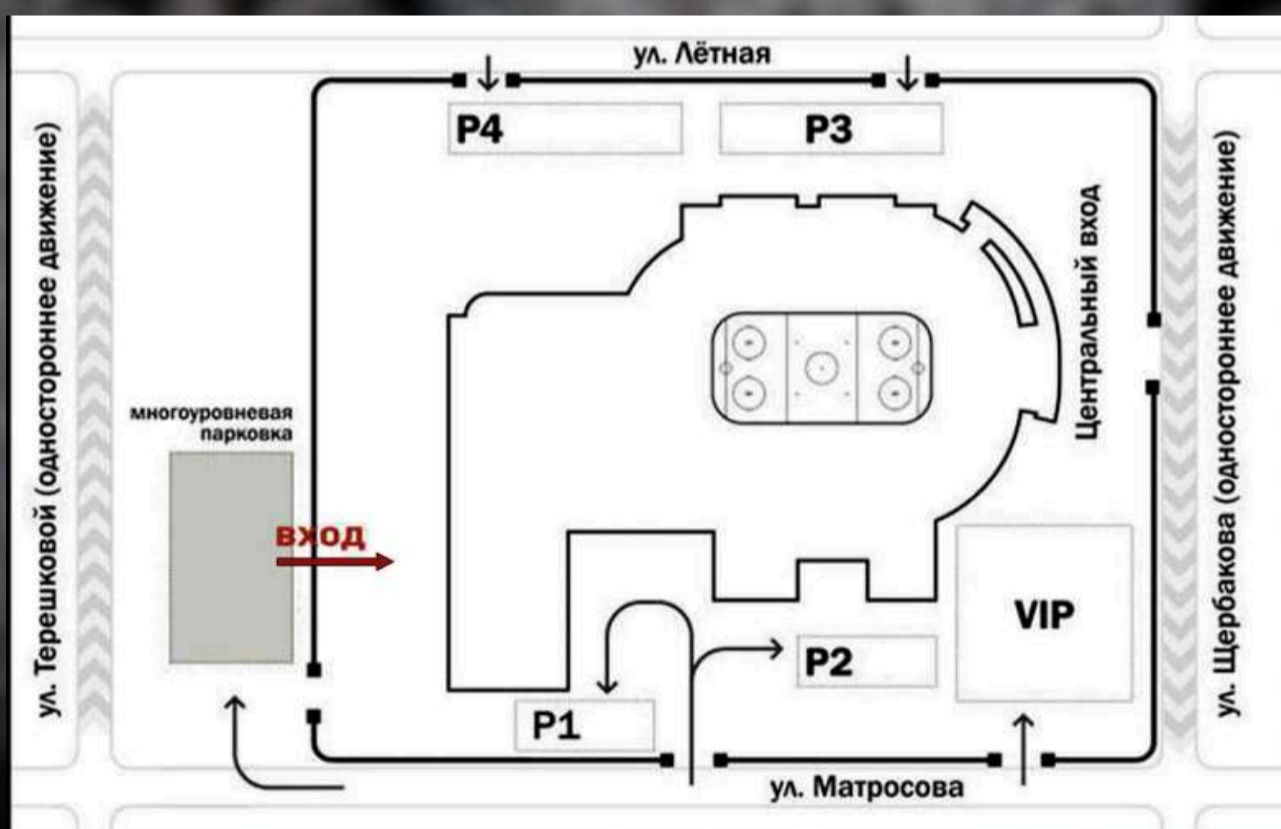 ул. Лётная
P4
P3
ул. Терешковой (одностороннее движение)
Центральный вход
ул. Щербакова (одностороннее движение)
многоуровневая
парковка
вход
VIP
P2
P1
ул. Матросова